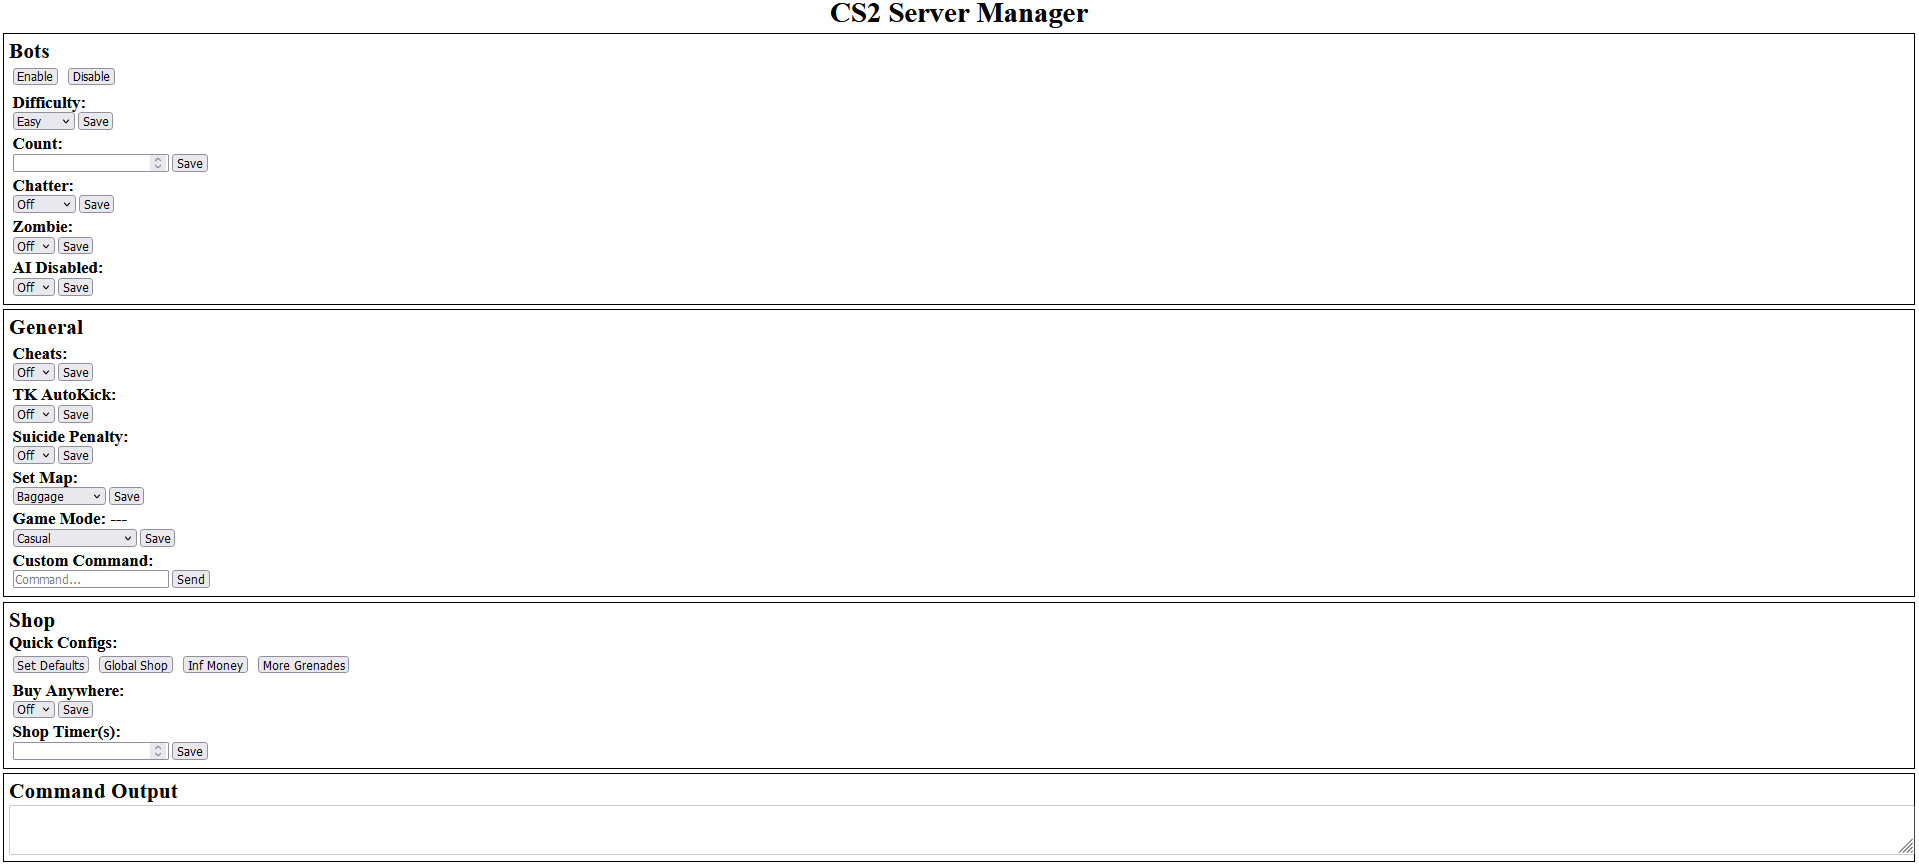 CS2 Server Manager
Bots
Enable Disable
Difficulty:
Easy Save
Count:
Save
Chatter:
Off Save
Zombie:
Off Save
AI Disabled:
Off Save
General
Cheats:
Off Save
TK AutoKick:
Off Save
Suicide Penalty:
Off Save
Set Map:
Baggage Save
Game Mode: ---
Casual Save
Custom Command:
Command... Send
Shop
Quick Configs:
Set Defaults Global Shop Inf Money More Grenades
Buy Anywhere:
Off Save
Shop Timer(s):
Save
Command Output